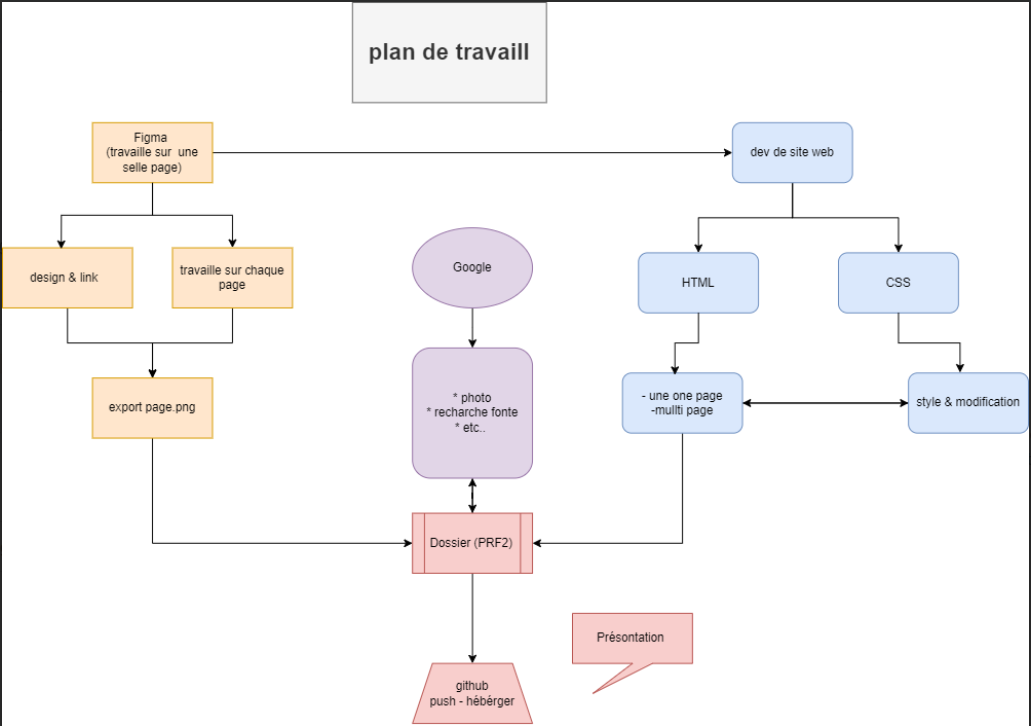 plan de travaill
Figma
(travaille sur une
selle page)
dev de site web
design & link
travaille sur chaque
page
Google
HTML
CSS
export page.png
* photo
* recharche fonte
* etc..
- une one page
-mullti page
style & modification
Dossier (PRF2)
Présontation
github
push - hébérger